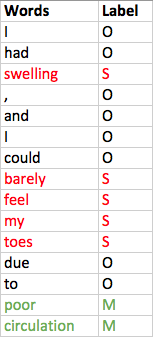 Words Label
I O
had O
swelling S
, O
and O
I O
could O
barely S
feel S
my S
toes S
due O
to O
poor M
circulation M